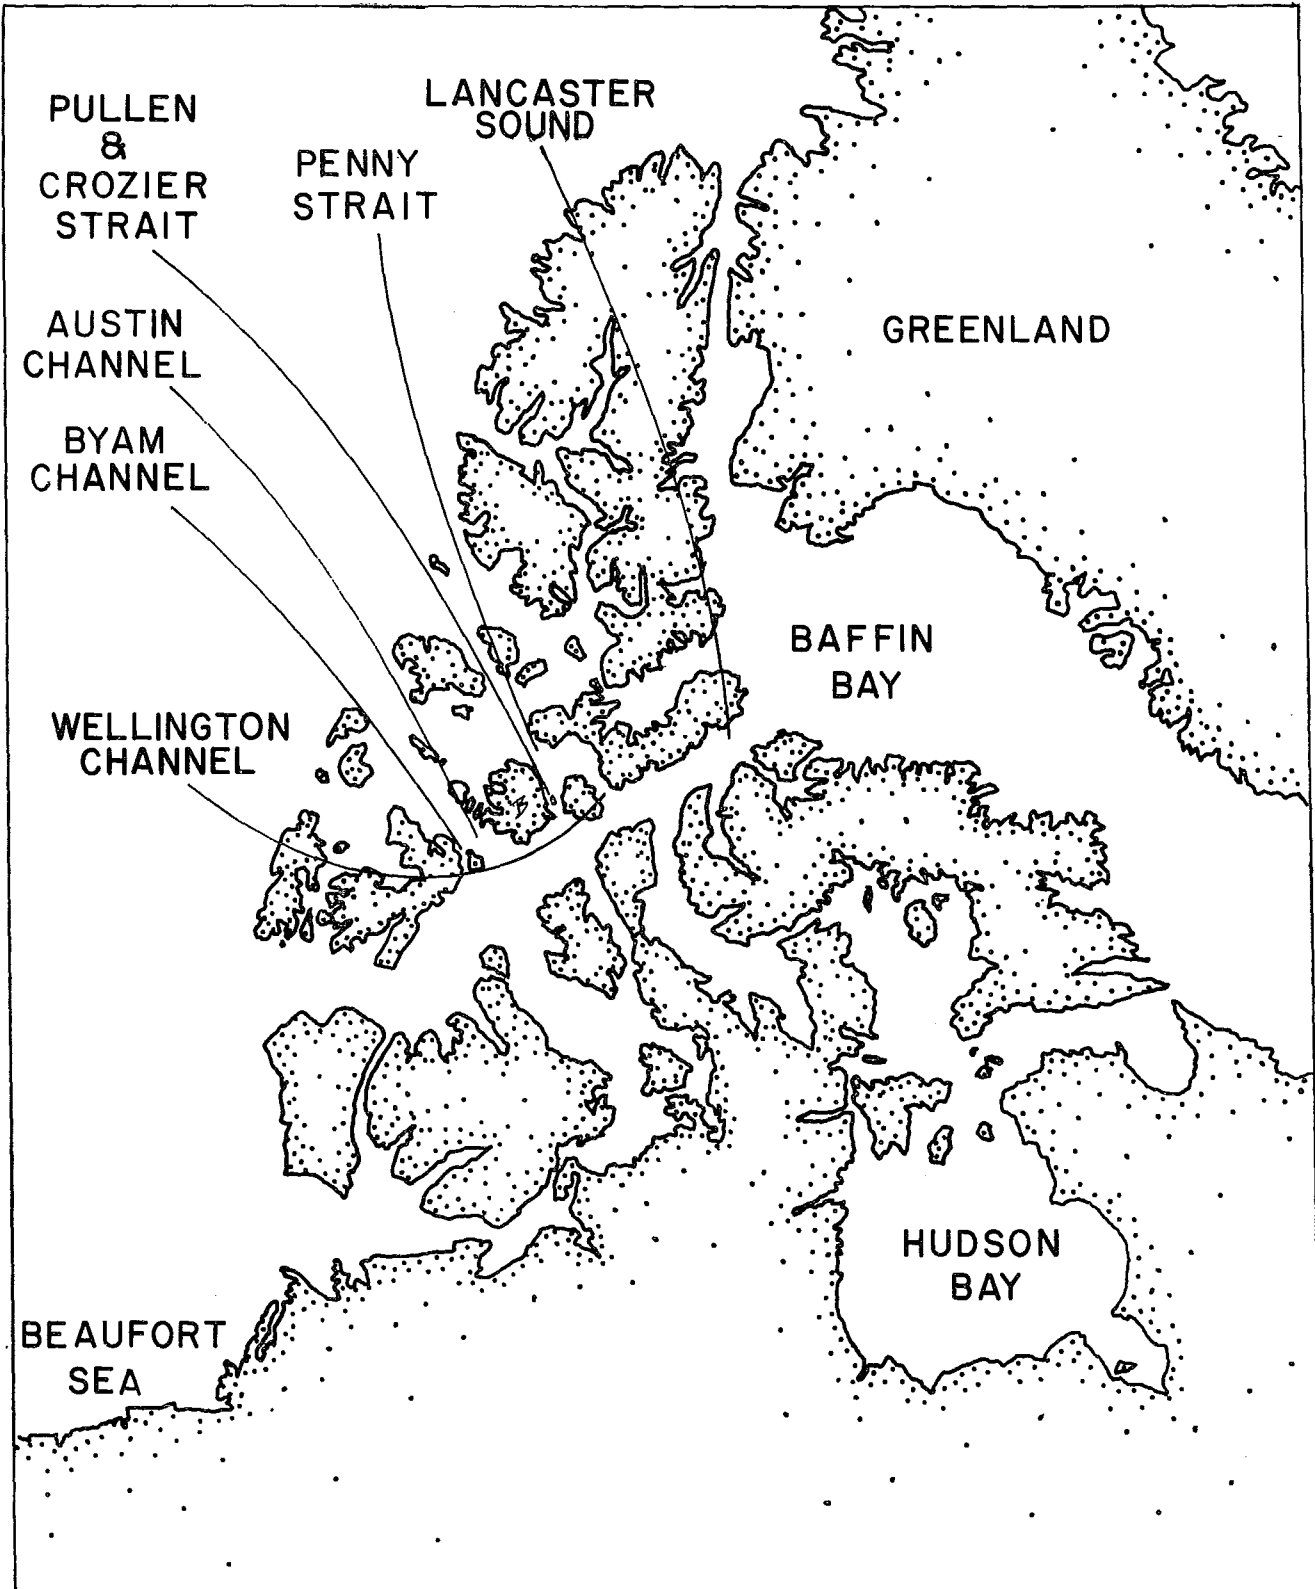 LANCASTER
SOUND
PULLEN
&
CROZIER
STRAIT
PENNY
STRAIT
AUSTIN
CHANNEL
GREENLAND
BYAM
CHANNEL
BAFFIN
BAY
WELLINGTON
CHANNEL
HUDSON
BAY
BEAUFORT
SEA